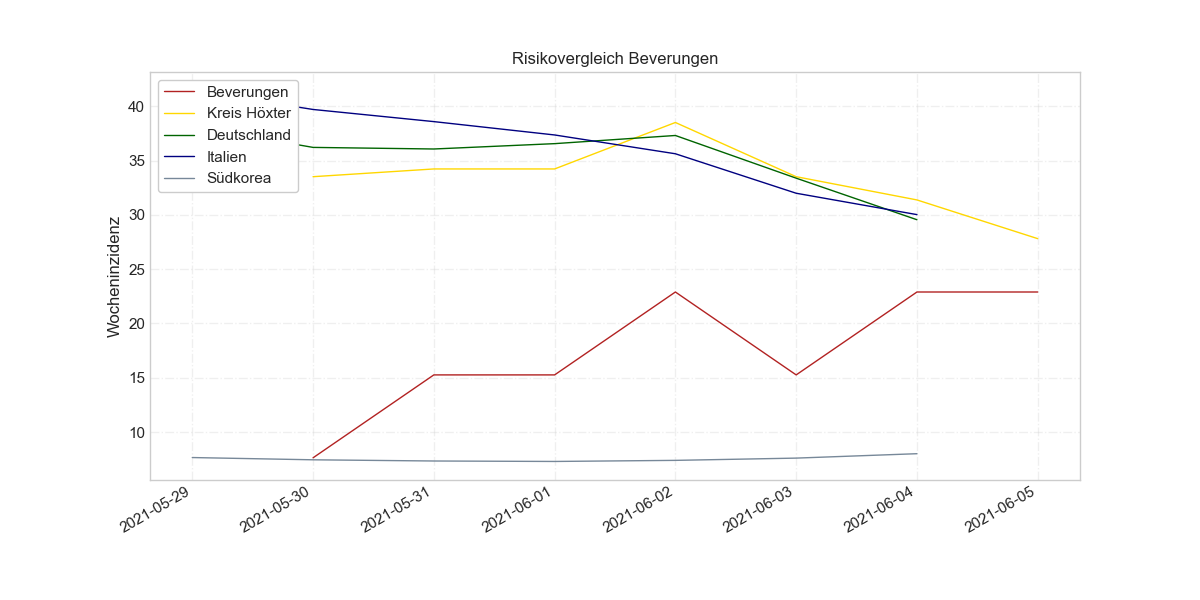 Risikovergleich Beverungen
Beverungen
Kreis Höxter
Deutschland
Italien
Südkorea
Wocheninzidenz
40
35
30
25
20
15
10
2021-05-29
2021-05-30
2021-05-31
2021-06-01
2021-06-02
2021-06-03
2021-06-04
2021-06-05